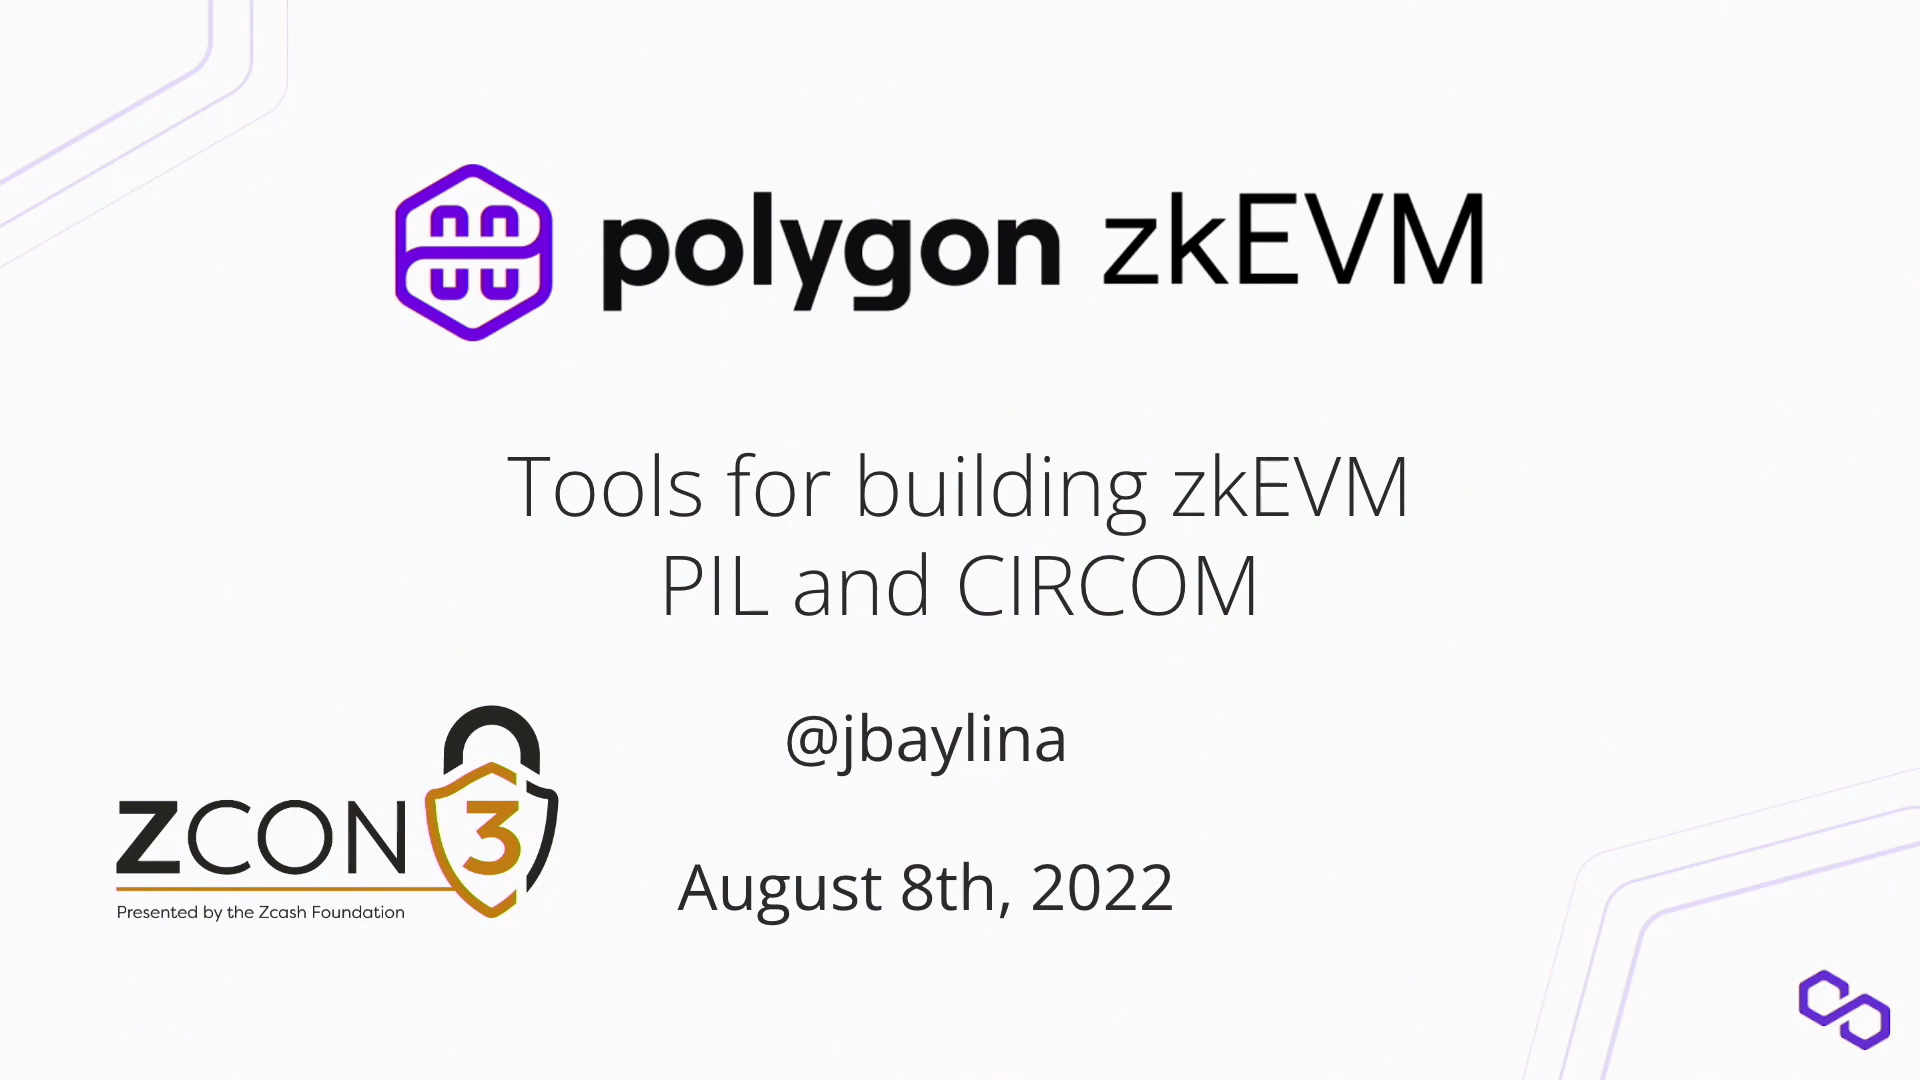 polygon zkEVM
Tools for building zkEVM
PIL and CIRCOM
@jbaylina
August 8th, 2022
ZCON 3
Presented by the Zcash Foundation